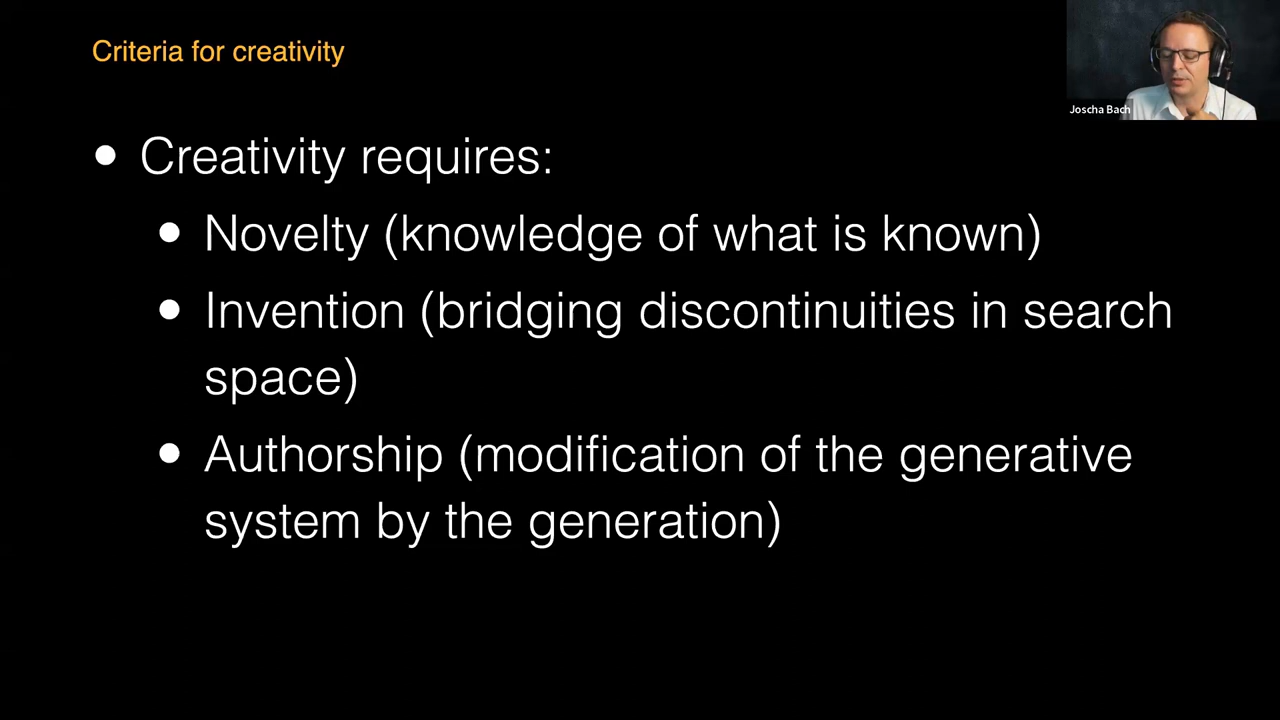 Criteria for creativity
Joscha Bach
• Creativity requires:
• Novelty (knowledge of what is known)
• Invention (bridging discontinuities in search
space)
• Authorship (modification of the generative
system by the generation)